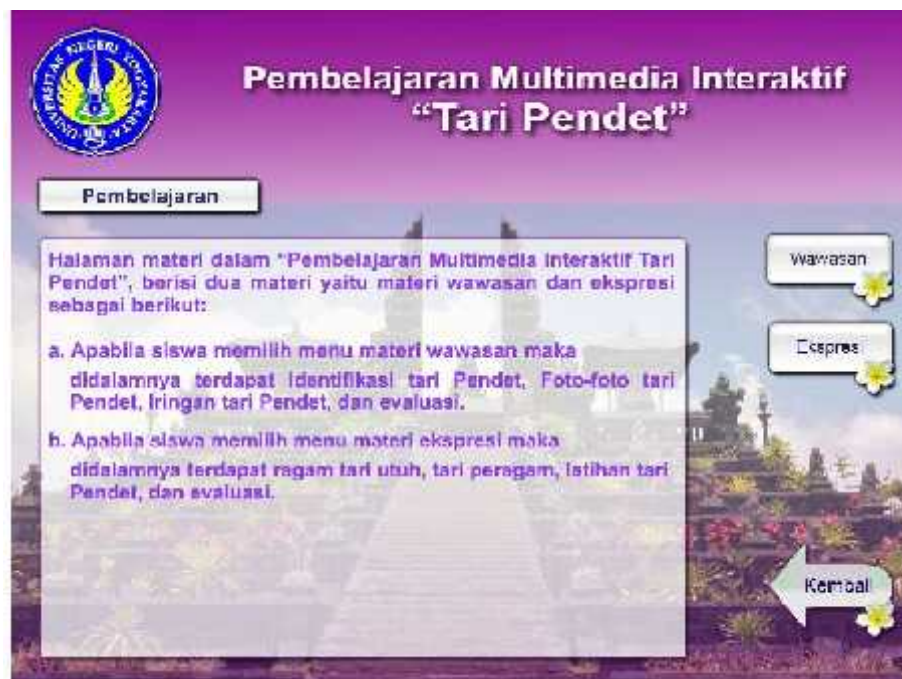 UNIVERSITAS NEGERI YOGYAKARTA
Pembelajaran Multimedia Interaktif
“Tari Pendet”
Pembelajaran
Halaman materi dalam “Pembelajaran Multimedia Interaktif Tari
Pendet”, berisi dua materi yaitu materi wawasan dan ekspresi
sebagai berikut:
a. Apabila siswa memilih menu materi wawasan maka
didalamnya terdapat identifikasi tari Pendet, Foto-foto tari
Pendet, Iringan tari Pendet, dan evaluasi.
b. Apabila siswa memilih menu materi ekspresi maka
didalamnya terdapat ragam tari utuh, tari peragam, latihan tari
Pendet, dan evaluasi.
Wawasan
Ekspresi
Kembali